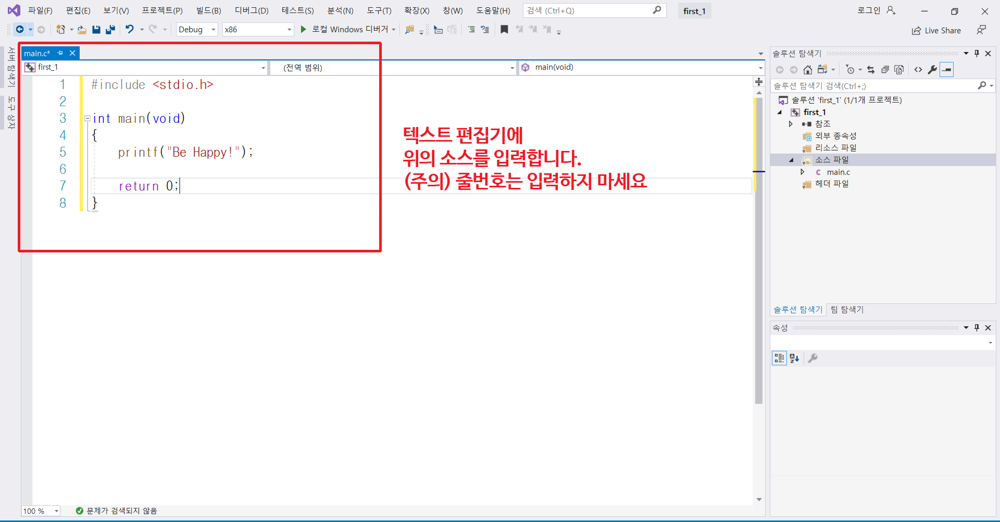 파일(F) 편집(E) 보기(V) 프로젝트(P) 빌드(B) 디버그(D) 테스트(S) 분석(N) 도구(T) 확장(X) 창(W) 도움말(H) 검색 (Ctrl+Q) first_1 로그인
Debug x86 로컬 Windows 디버거 Live Share
서버 탐색기
도구 상자
main.c*
first_1 (전역 범위) main(void)
1 #include <stdio.h>
2
3 int main(void)
4 {
5 printf("Be Happy!");
6
7 return 0;
8 }
텍스트 편집기에
위의 소스를 입력합니다.
(주의) 줄번호는 입력하지 마세요
100 % 문제가 검색되지 않음
솔루션 탐색기
솔루션 탐색기 검색(Ctrl+;)
솔루션 'first_1' (1/1개 프로젝트)
first_1
참조
외부 종속성
리소스 파일
소스 파일
main.c
헤더 파일
솔루션 탐색기 팀 탐색기
속성